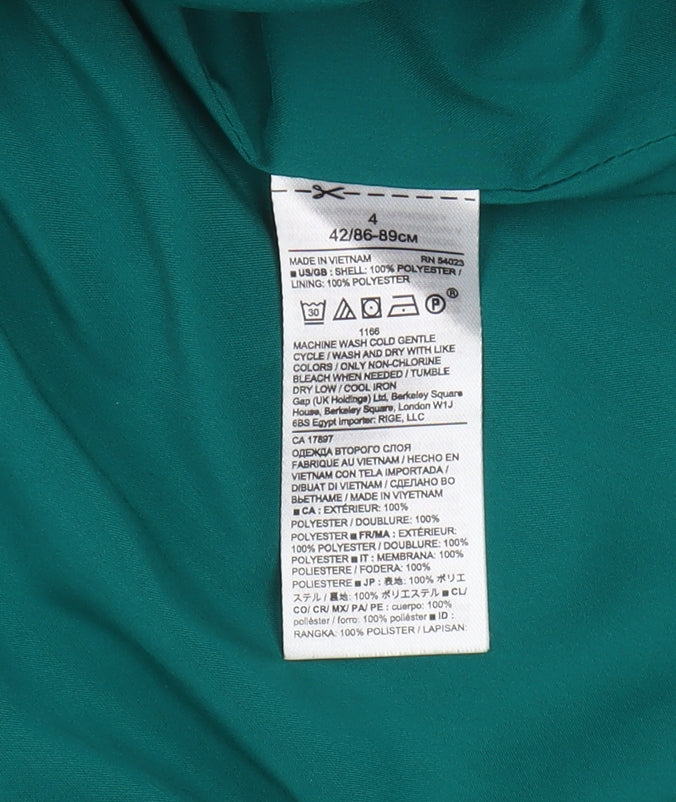 4
42/86-89CM
MADE IN VIETNAM RN 54023
■ US/GB : SHELL: 100% POLYESTER /
LINING: 100% POLYESTER
30 P ®
1166
MACHINE WASH COLD GENTLE
CYCLE / WASH AND DRY WITH LIKE
COLORS / ONLY NON-CHLORINE
BLEACH WHEN NEEDED / TUMBLE
DRY LOW / COOL IRON
Gap (UK Holdings) Ltd, Berkeley Square
House, Berkeley Square, London W1J
6BS Egypt importer: RIGE, LLC
CA 17897
ОДЕЖДА ВТОРОГО СЛОЯ
FABRIQUÉ AU VIETNAM / HECHO EN
VIETNAM CON TELA IMPORTADA /
DIBUAT DI VIETNAM / СДЕЛАНО ВО
ВЬЕТНАМЕ / MADE IN VIYETNAM
■ CA : EXTÉRIEUR: 100%
POLYESTER / DOUBLURE: 100%
POLYESTER ■ FR/MA : EXTÉRIEUR:
100% POLYESTER / DOUBLURE: 100%
POLYESTER ■ IT : MEMBRANA: 100%
POLIESTERE / FODERA: 100%
POLIESTERE ■ JP : 表地: 100% ポリエ
ステル / 裏地: 100% ポリエステル ■ CL/
CO/ CR/ MX/ PA/ PE : cuerpo: 100%
poliéster / forro: 100% poliéster ■ ID :
RANGKA: 100% POLISTER / LAPISAN: